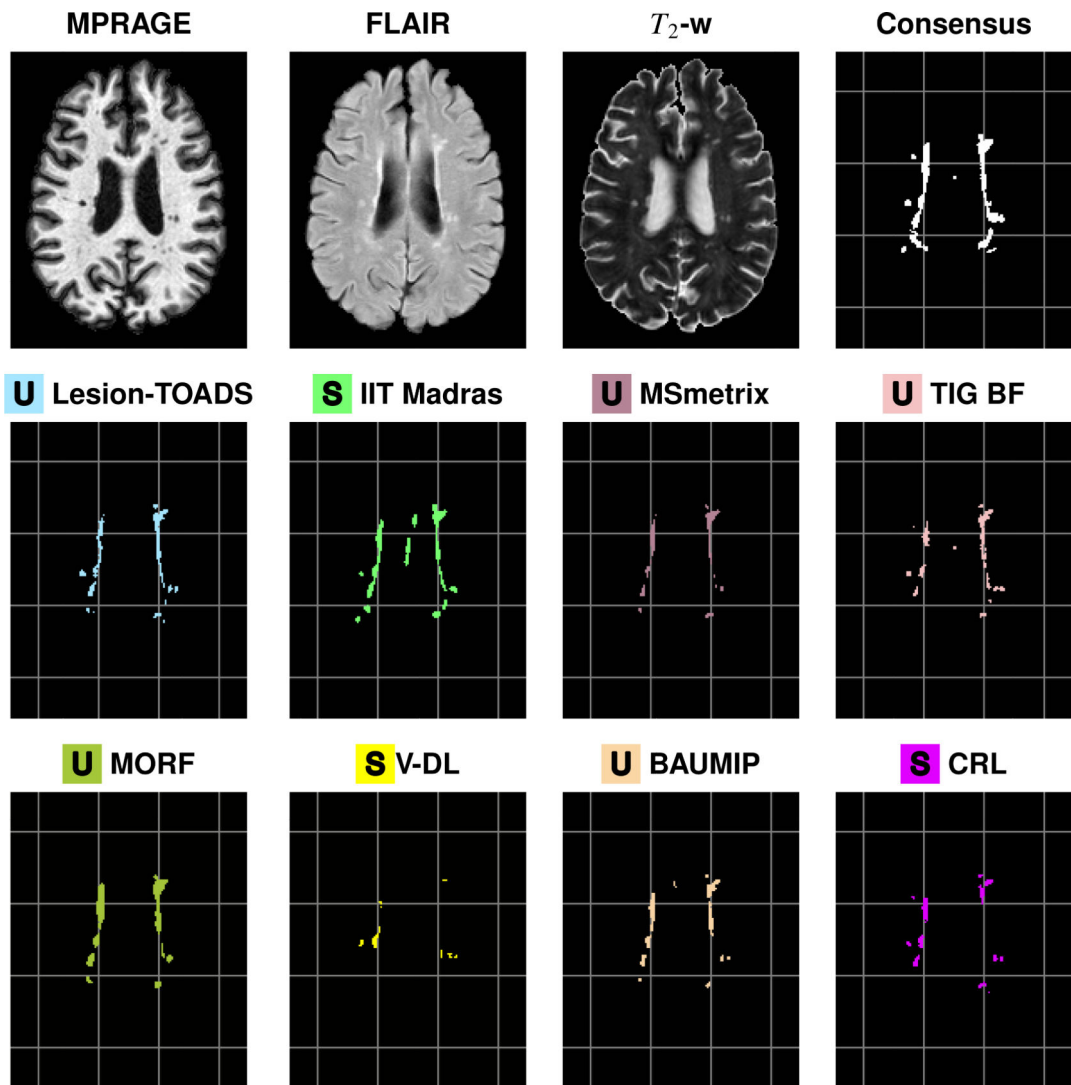 MPRAGE FLAIR T₂-w Consensus
U Lesion-TOADS S IIT Madras U MSmetrix U TIG BF
U MORF S V-DL U BAUMIP S CRL